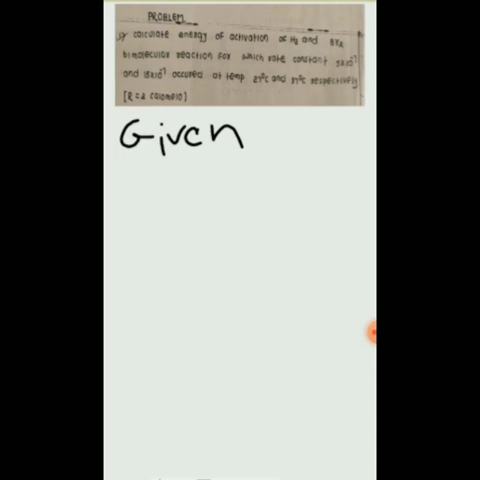 PROBLEM
calculate energy of activation of H2 and Br2
bimolecular reaction for which rate constant
and occured at temp 27°C and 37°C respectively
[R=2
Given